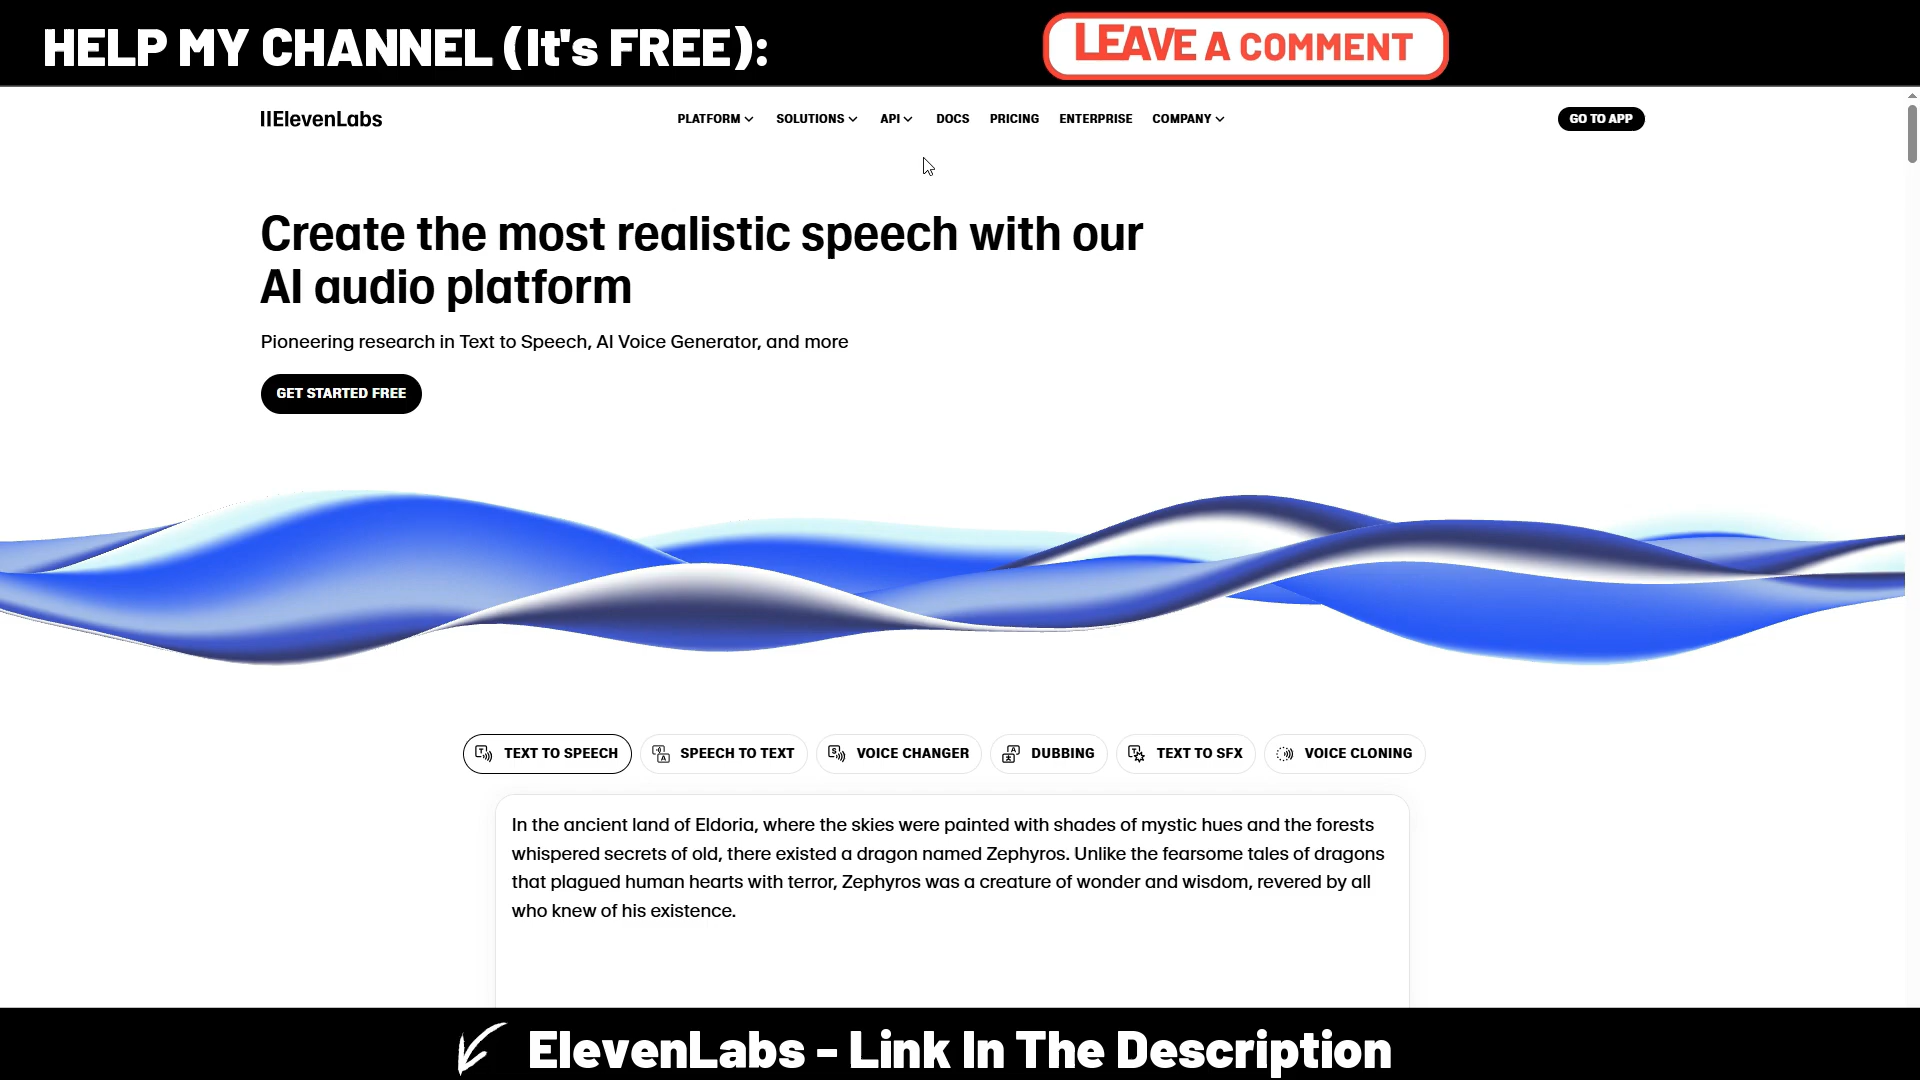 HELP MY CHANNEL (It's FREE):
LEAVE A COMMENT
IIElevenLabs
PLATFORM
SOLUTIONS
API
DOCS
PRICING
ENTERPRISE
COMPANY
GO TO APP
Create the most realistic speech with our
AI audio platform
Pioneering research in Text to Speech, AI Voice Generator, and more
GET STARTED FREE
TEXT TO SPEECH
SPEECH TO TEXT
VOICE CHANGER
DUBBING
TEXT TO SFX
VOICE CLONING
In the ancient land of Eldoria, where the skies were painted with shades of mystic hues and the forests
whispered secrets of old, there existed a dragon named Zephyros. Unlike the fearsome tales of dragons
that plagued human hearts with terror, Zephyros was a creature of wonder and wisdom, revered by all
who knew of his existence.
ElevenLabs - Link In The Description